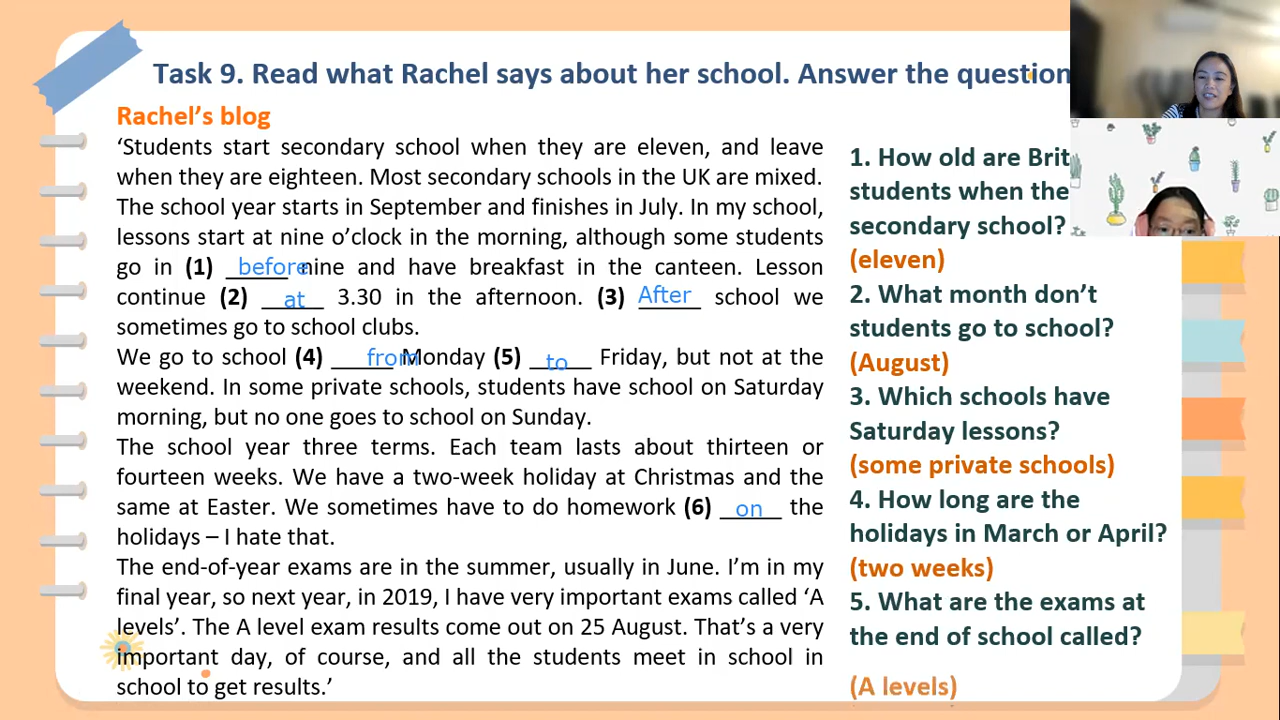 Task 9. Read what Rachel says about her school. Answer the question
Rachel's blog
'Students start secondary school when they are eleven, and leave
when they are eighteen. Most secondary schools in the UK are mixed.
The school year starts in September and finishes in July. In my school,
lessons start at nine o'clock in the morning, although some students
go in (1) before nine and have breakfast in the canteen. Lesson
continue (2) at 3.30 in the afternoon. (3) After school we
sometimes go to school clubs.
We go to school (4) from Monday (5) to Friday, but not at the
weekend. In some private schools, students have school on Saturday
morning, but no one goes to school on Sunday.
The school year three terms. Each team lasts about thirteen or
fourteen weeks. We have a two-week holiday at Christmas and the
same at Easter. We sometimes have to do homework (6) on the
holidays – I hate that.
The end-of-year exams are in the summer, usually in June. I'm in my
final year, so next year, in 2019, I have very important exams called 'A
levels'. The A level exam results come out on 25 August. That's a very
important day, of course, and all the students meet in school in
school to get results.'
1. How old are Brit
students when the
secondary school?
(eleven)
2. What month don't
students go to school?
(August)
3. Which schools have
Saturday lessons?
(some private schools)
4. How long are the
holidays in March or April?
(two weeks)
5. What are the exams at
the end of school called?
(A levels)